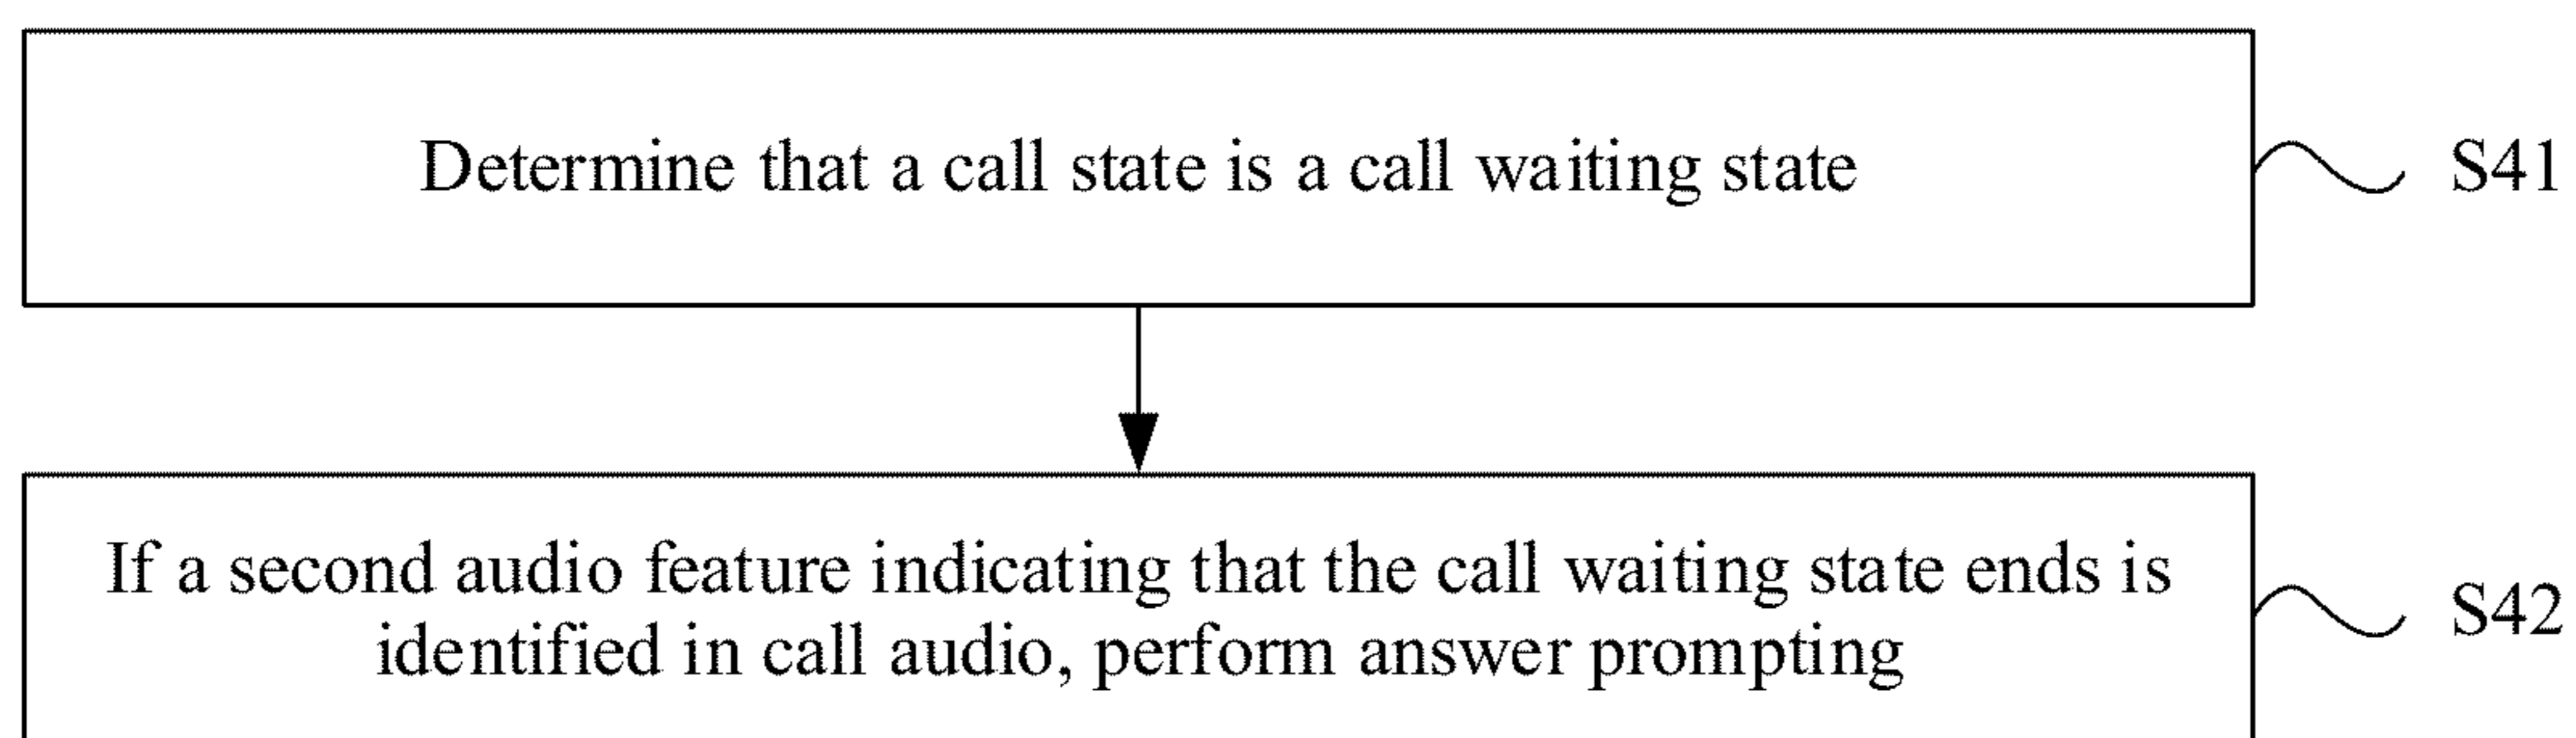 Determine that a call state is a call waiting state
S41
If a second audio feature indicating that the call waiting state ends is
identified in call audio, perform answer prompting
S42